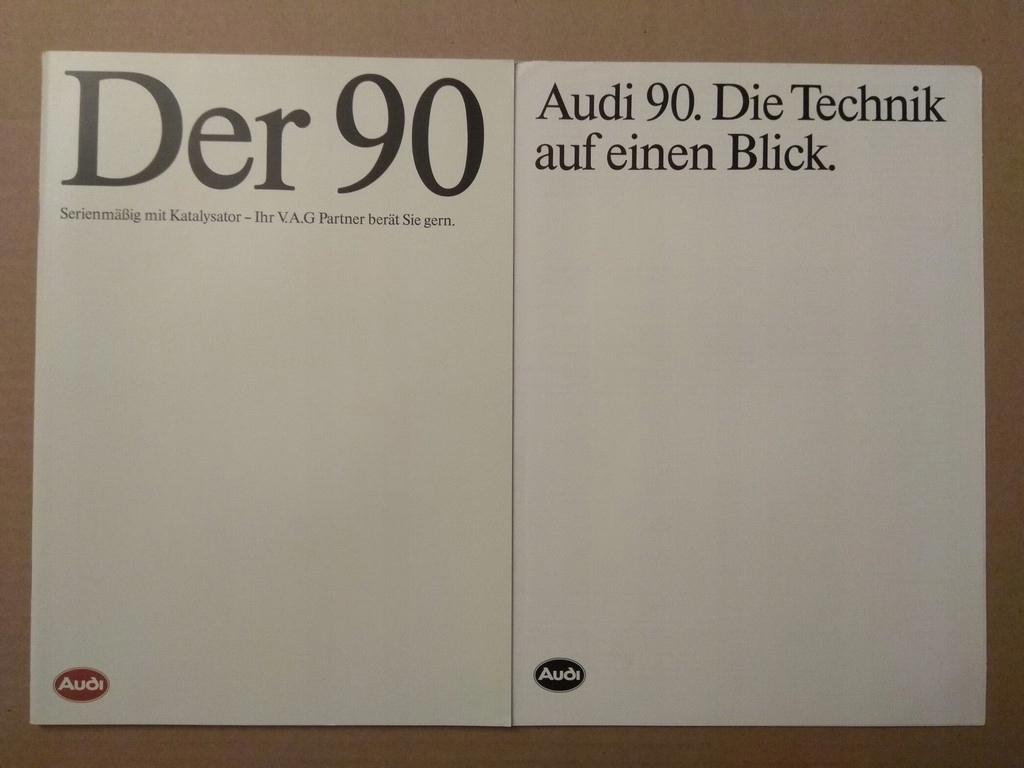 Der 90
Serienmäßig mit Katalysator – Ihr V.A.G Partner berät Sie gern.
Audi
Audi 90. Die Technik
auf einen Blick.
Audi